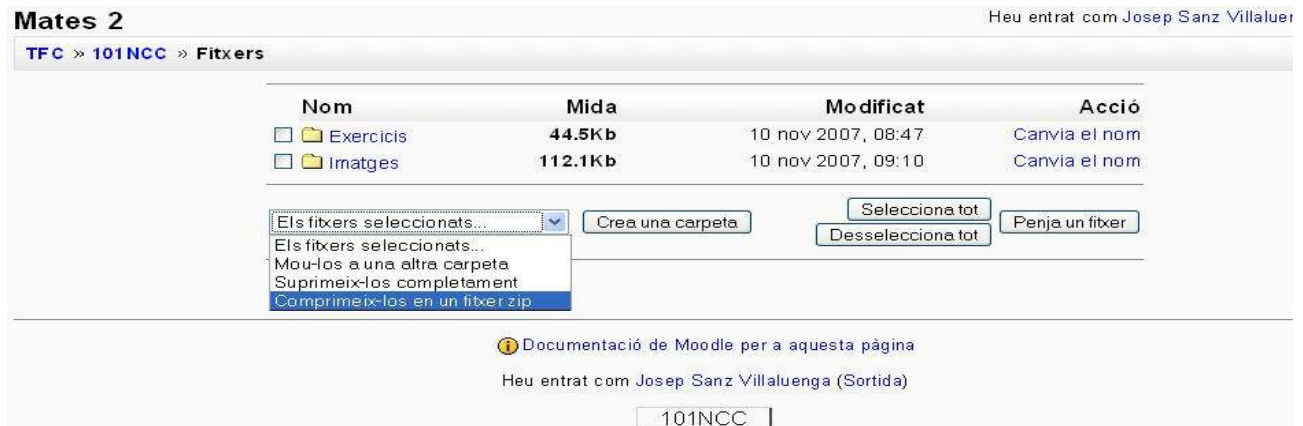 Mates 2
Heu entrat com Josep Sanz
TFC » 101NCC » Fitxers
Nom Mida Modificat Acció
Exercicis 44.5Kb 10 nov 2007, 08:47 Canvia el nom
Imatges 112.1Kb 10 nov 2007, 09:10 Canvia el nom
Els fitxers seleccionats... Crea una carpeta Selecciona tot Desselecciona tot Penja un fitxer
Els fitxers seleccionats...
Mou-los a una altra carpeta
Suprimeix-los completament
Comprimeix-los en un fitxer zip
Documentació de Moodle per a aquesta pàgina
Heu entrat com Josep Sanz Villaluenga (Sortida)
101NCC